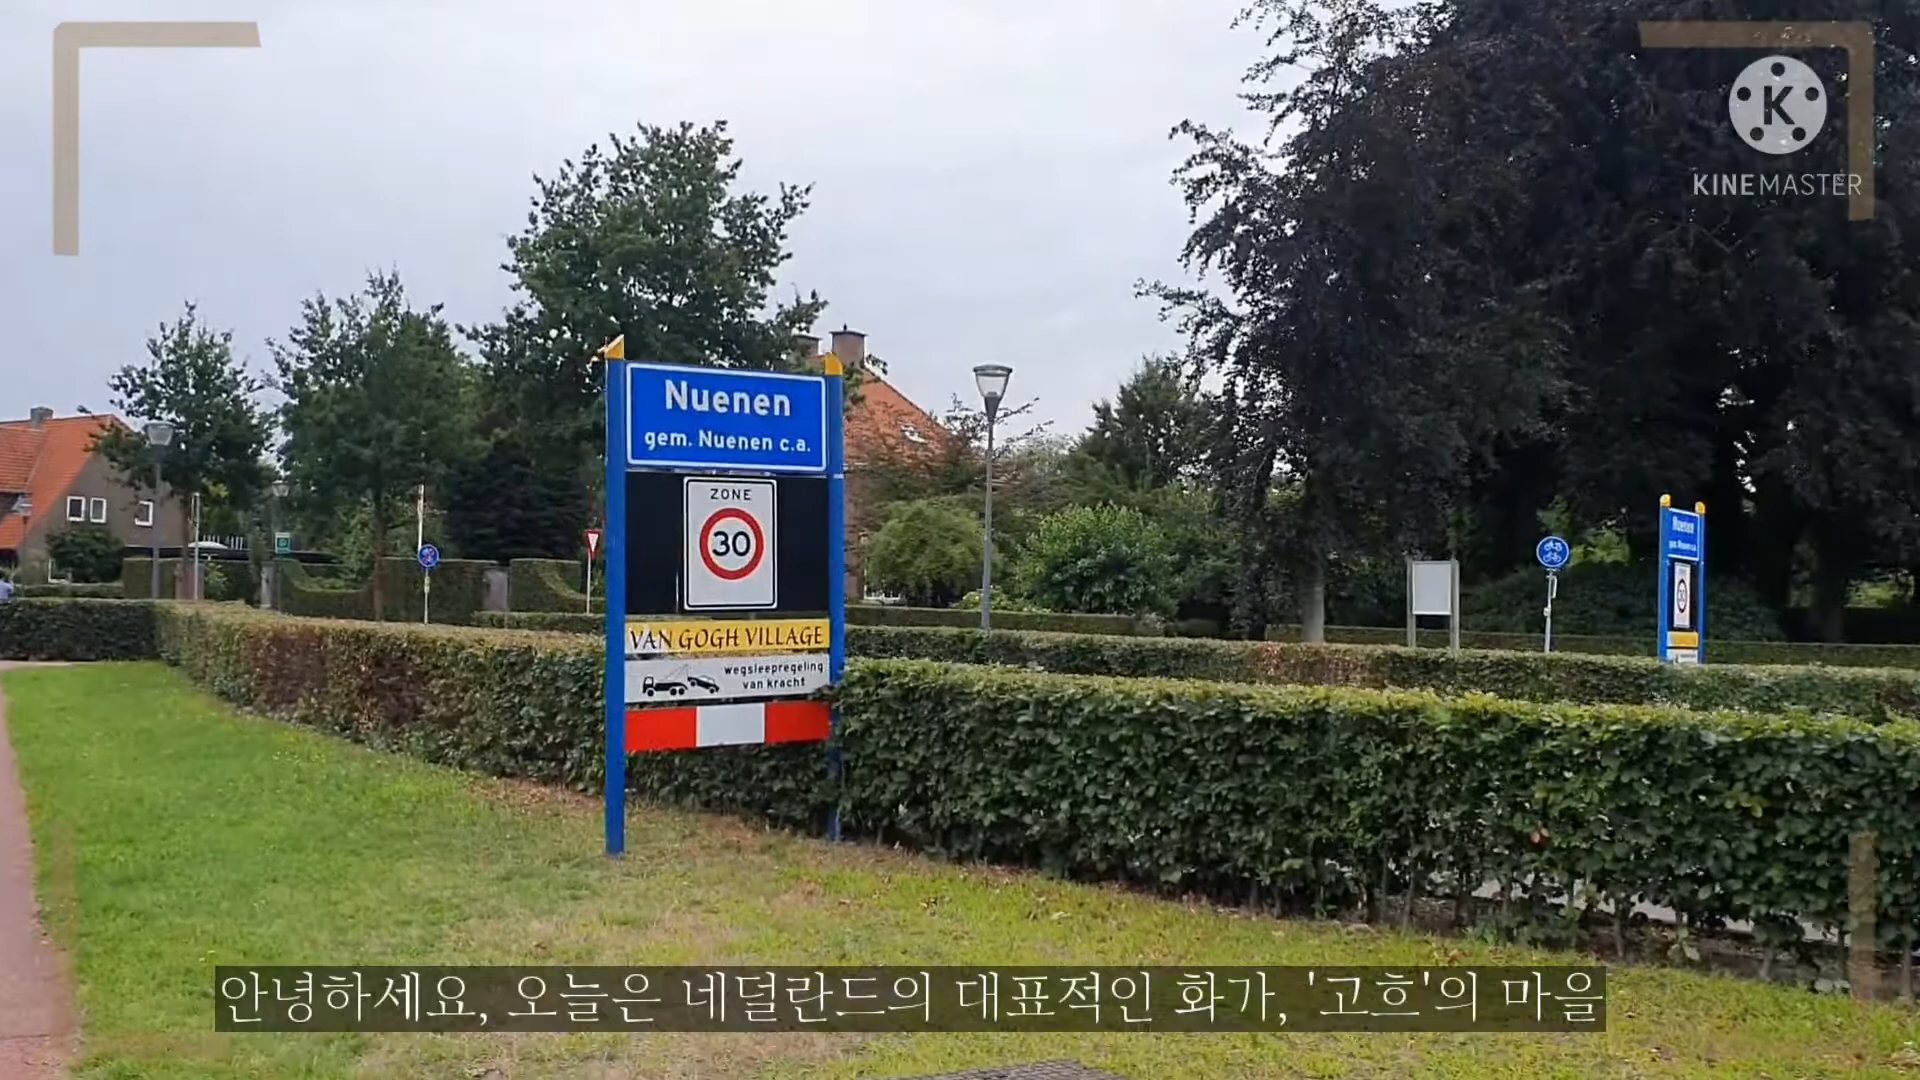 KINEMASTER
Nuenen
gem. Nuenen c.a.
ZONE
30
VAN GOGH VILLAGE
wegsleepregeling
van kracht
Nuenen
안녕하세요, 오늘은 네덜란드의 대표적인 화가, '고흐'의 마을